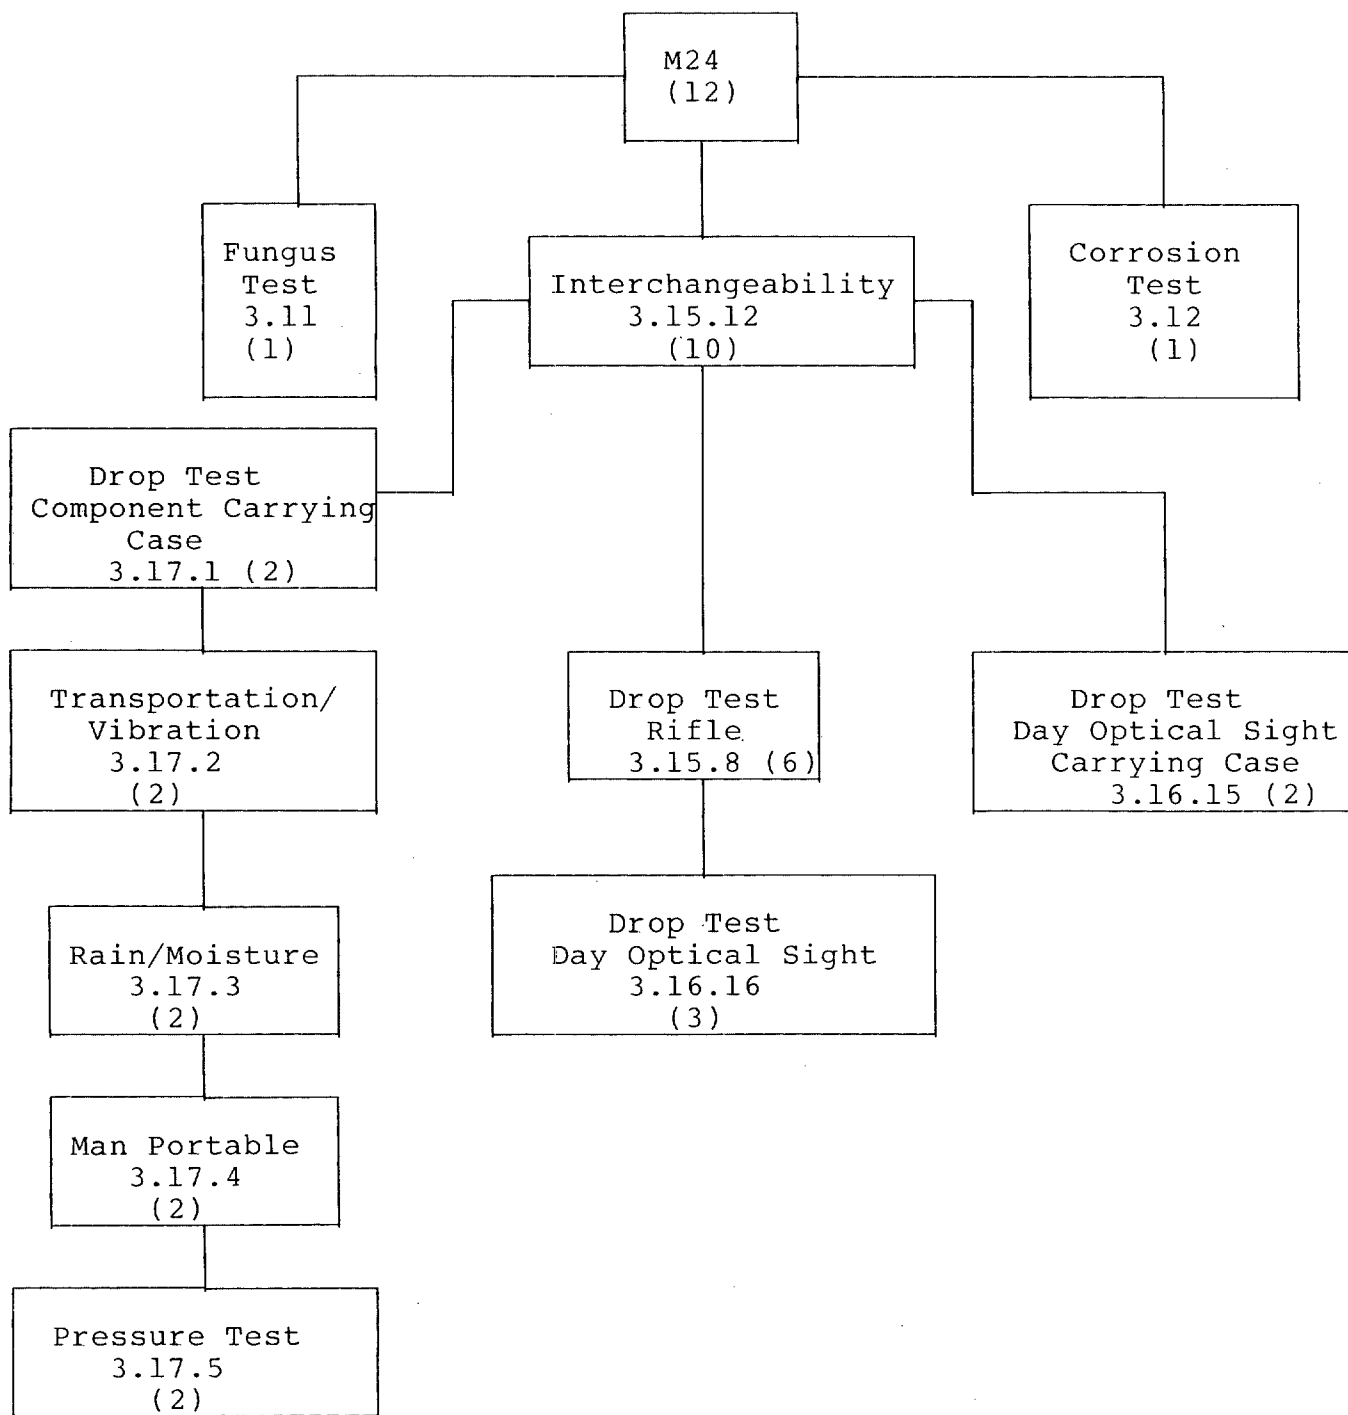 M24
(12)
Fungus
Test
3.11
(1)
Interchangeability
3.15.12
(10)
Corrosion
Test
3.12
(1)
Drop Test
Component Carrying
Case
3.17.1 (2)
Transportation/
Vibration
3.17.2
(2)
Drop Test
Rifle
3.15.8 (6)
Drop Test
Day Optical Sight
Carrying Case
3.16.15 (2)
Rain/Moisture
3.17.3
(2)
Drop Test
Day Optical Sight
3.16.16
(3)
Man Portable
3.17.4
(2)
Pressure Test
3.17.5
(2)